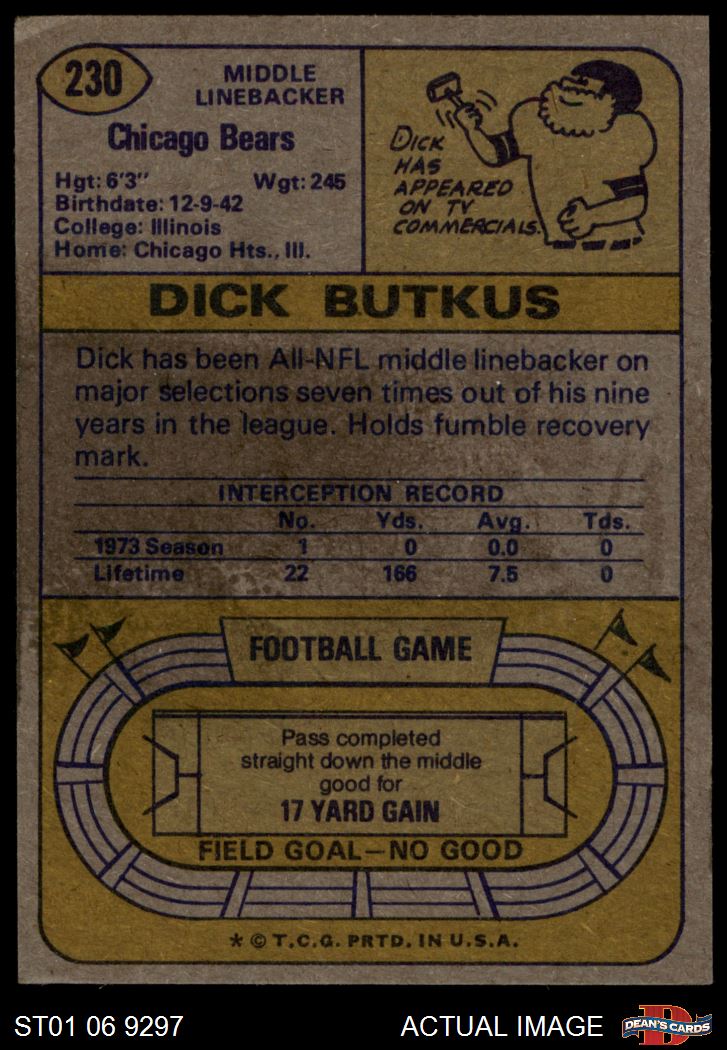 230
MIDDLE
LINEBACKER
Chicago Bears
Hgt: 6'3" Wgt: 245
Birthdate: 12-9-42
College: Illinois
Home: Chicago Hts., Ill.
DICK
HAS
APPEARED
ON TV
COMMERCIALS.
DICK BUTKUS
Dick has been All-NFL middle linebacker on
major selections seven times out of his nine
years in the league. Holds fumble recovery
mark.
INTERCEPTION RECORD
No. Yds. Avg. Tds.
1973 Season 1 0 0.0 0
Lifetime 22 166 7.5 0
FOOTBALL GAME
Pass completed
straight down the middle
good for
17 YARD GAIN
FIELD GOAL—NO GOOD
* © T.C.G. PRTD. IN U.S.A.
ST01 06 9297 ACTUAL IMAGE
D
DEAN'S CARDS